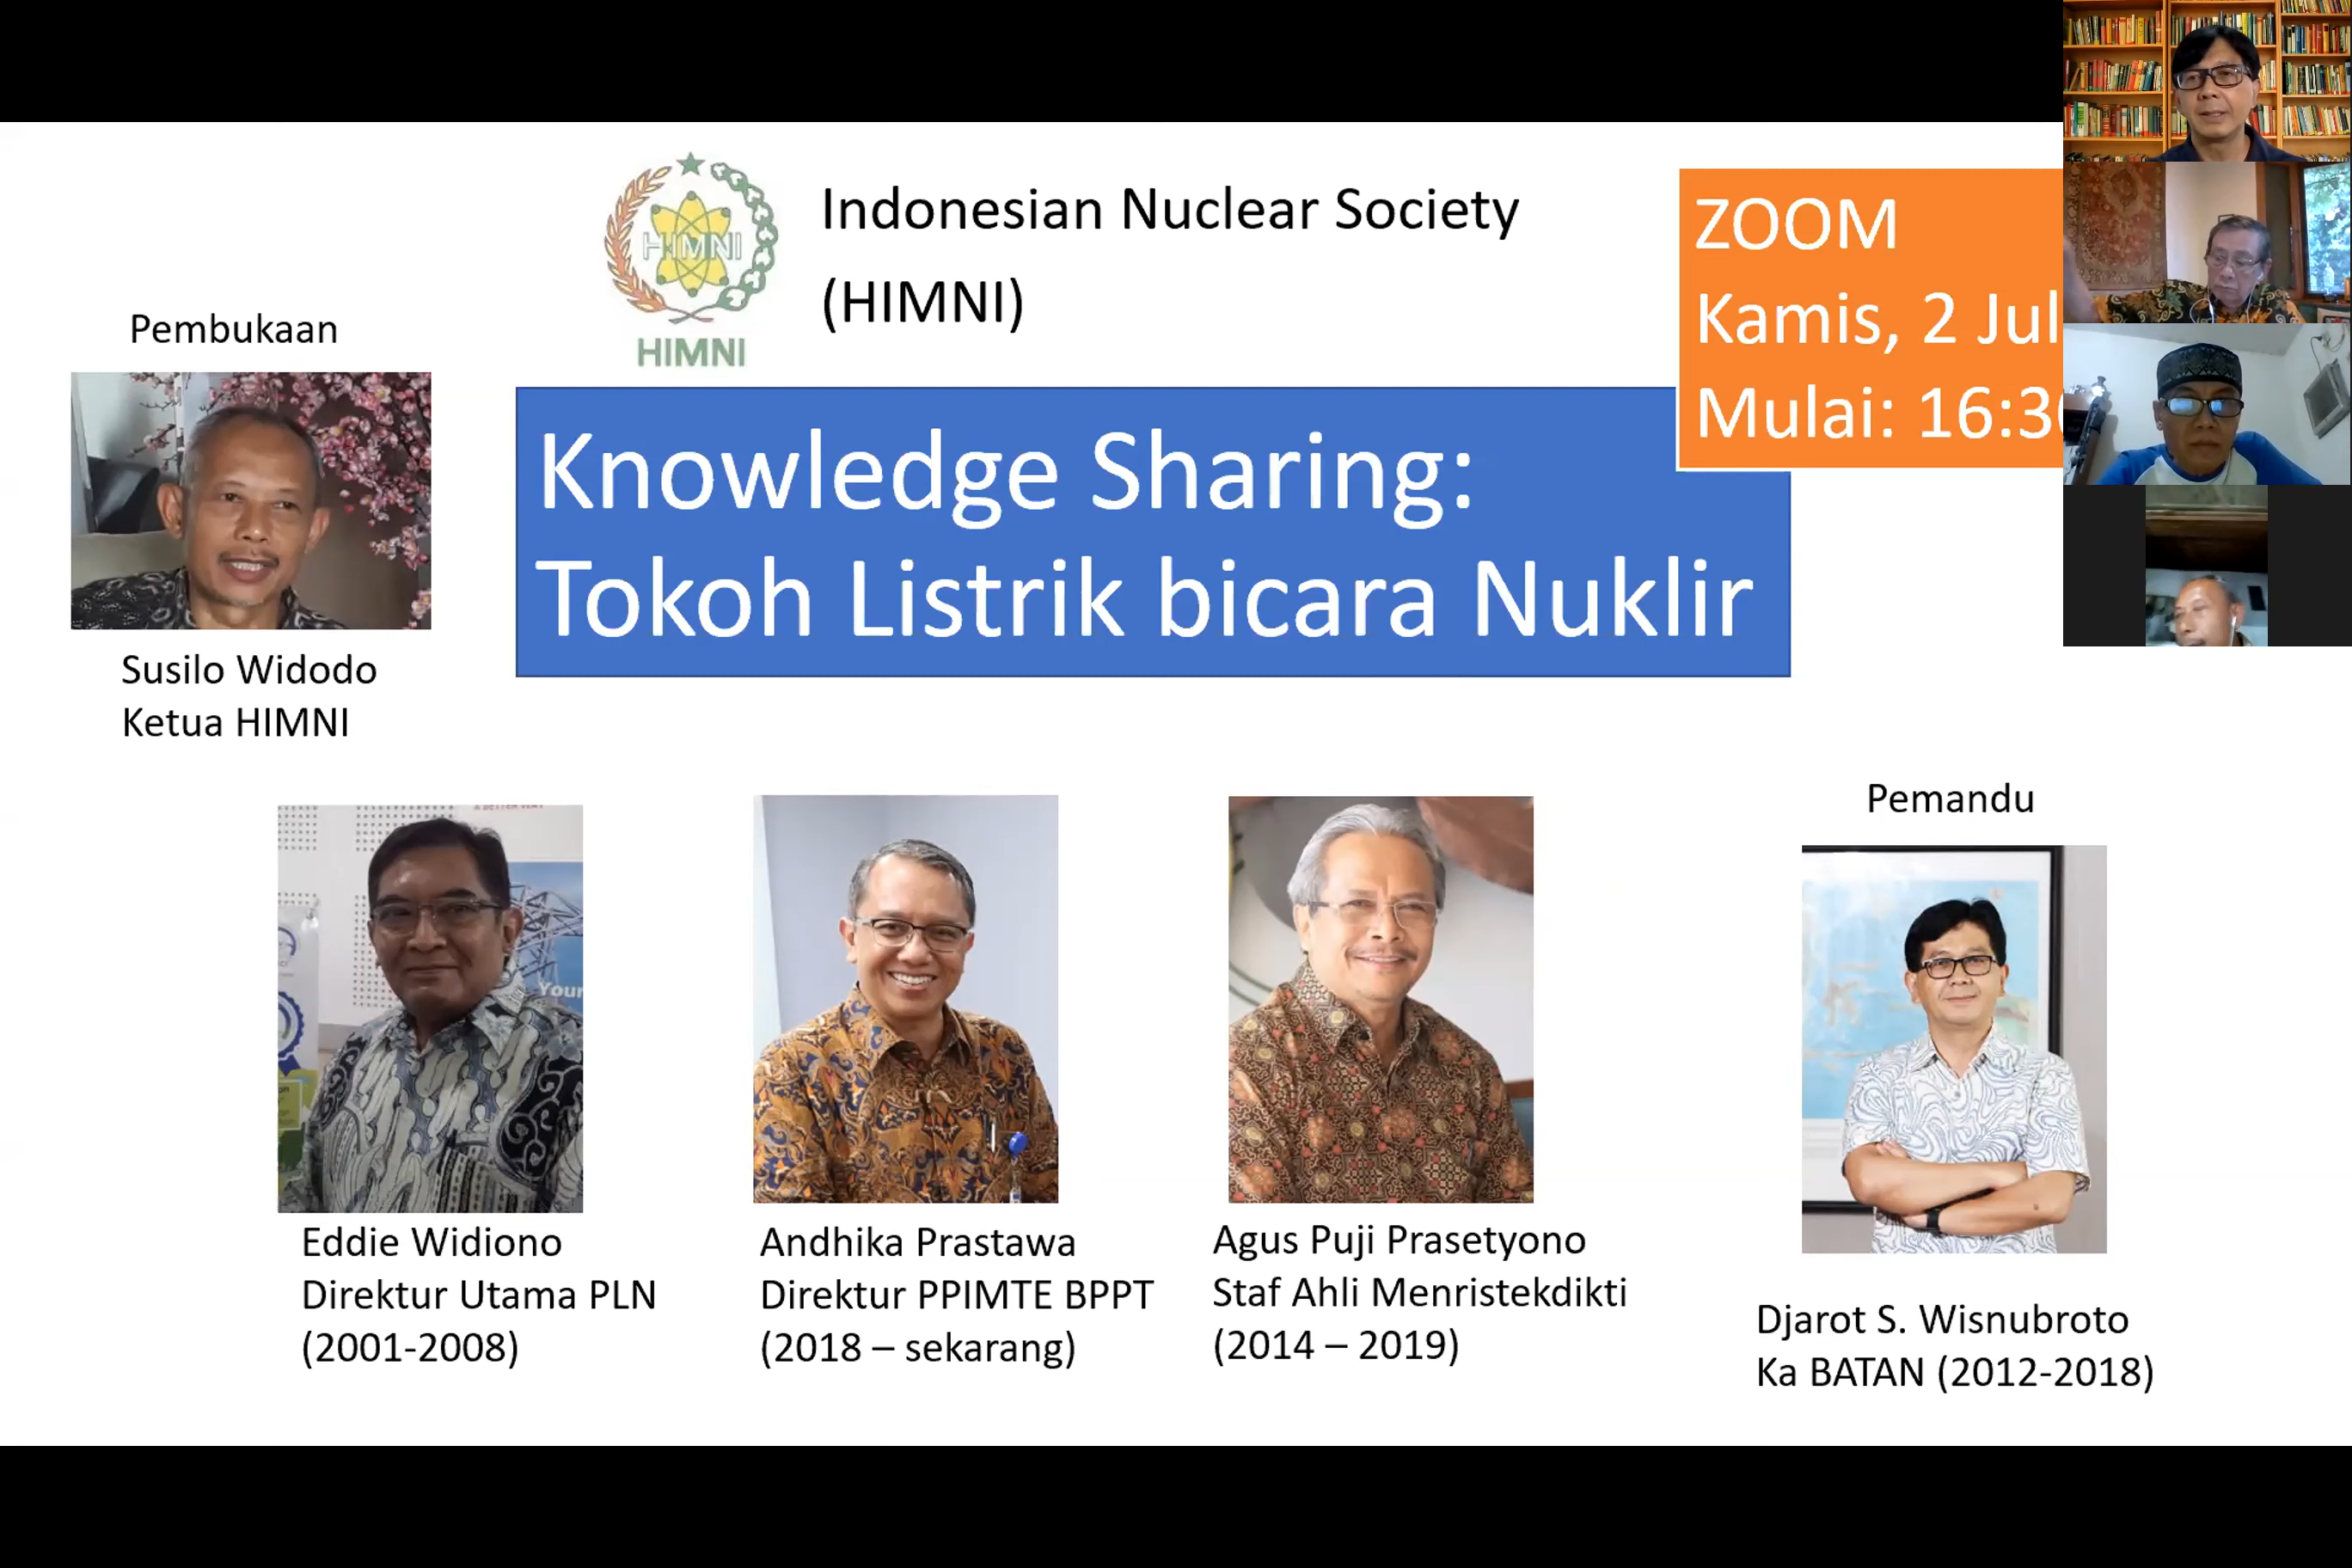 HIMNI
HIMNI
Indonesian Nuclear Society
(HIMNI)
ZOOM
Kamis, 2 Jul
Mulai: 16:30
Pembukaan
Susilo Widodo
Ketua HIMNI
Knowledge Sharing:
Tokoh Listrik bicara Nuklir
Your
Eddie Widiono
Direktur Utama PLN
(2001-2008)
Andhika Prastawa
Direktur PPIMTE BPPT
(2018 – sekarang)
Agus Puji Prasetyono
Staf Ahli Menristekdikti
(2014 – 2019)
Pemandu
Djarot S. Wisnubroto
Ka BATAN (2012-2018)